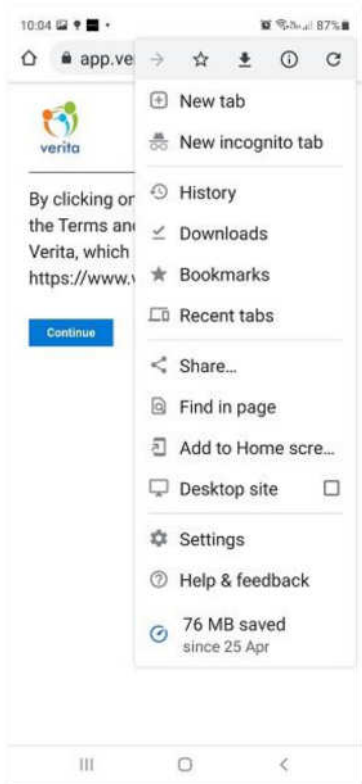 10:04
87%
app.ve
verita
By clicking or
the Terms and
Verita, which
https://www.v
Continue
New tab
New incognito tab
History
Downloads
Bookmarks
Recent tabs
Share...
Find in page
Add to Home scre...
Desktop site
Settings
Help & feedback
76 MB saved
since 25 Apr